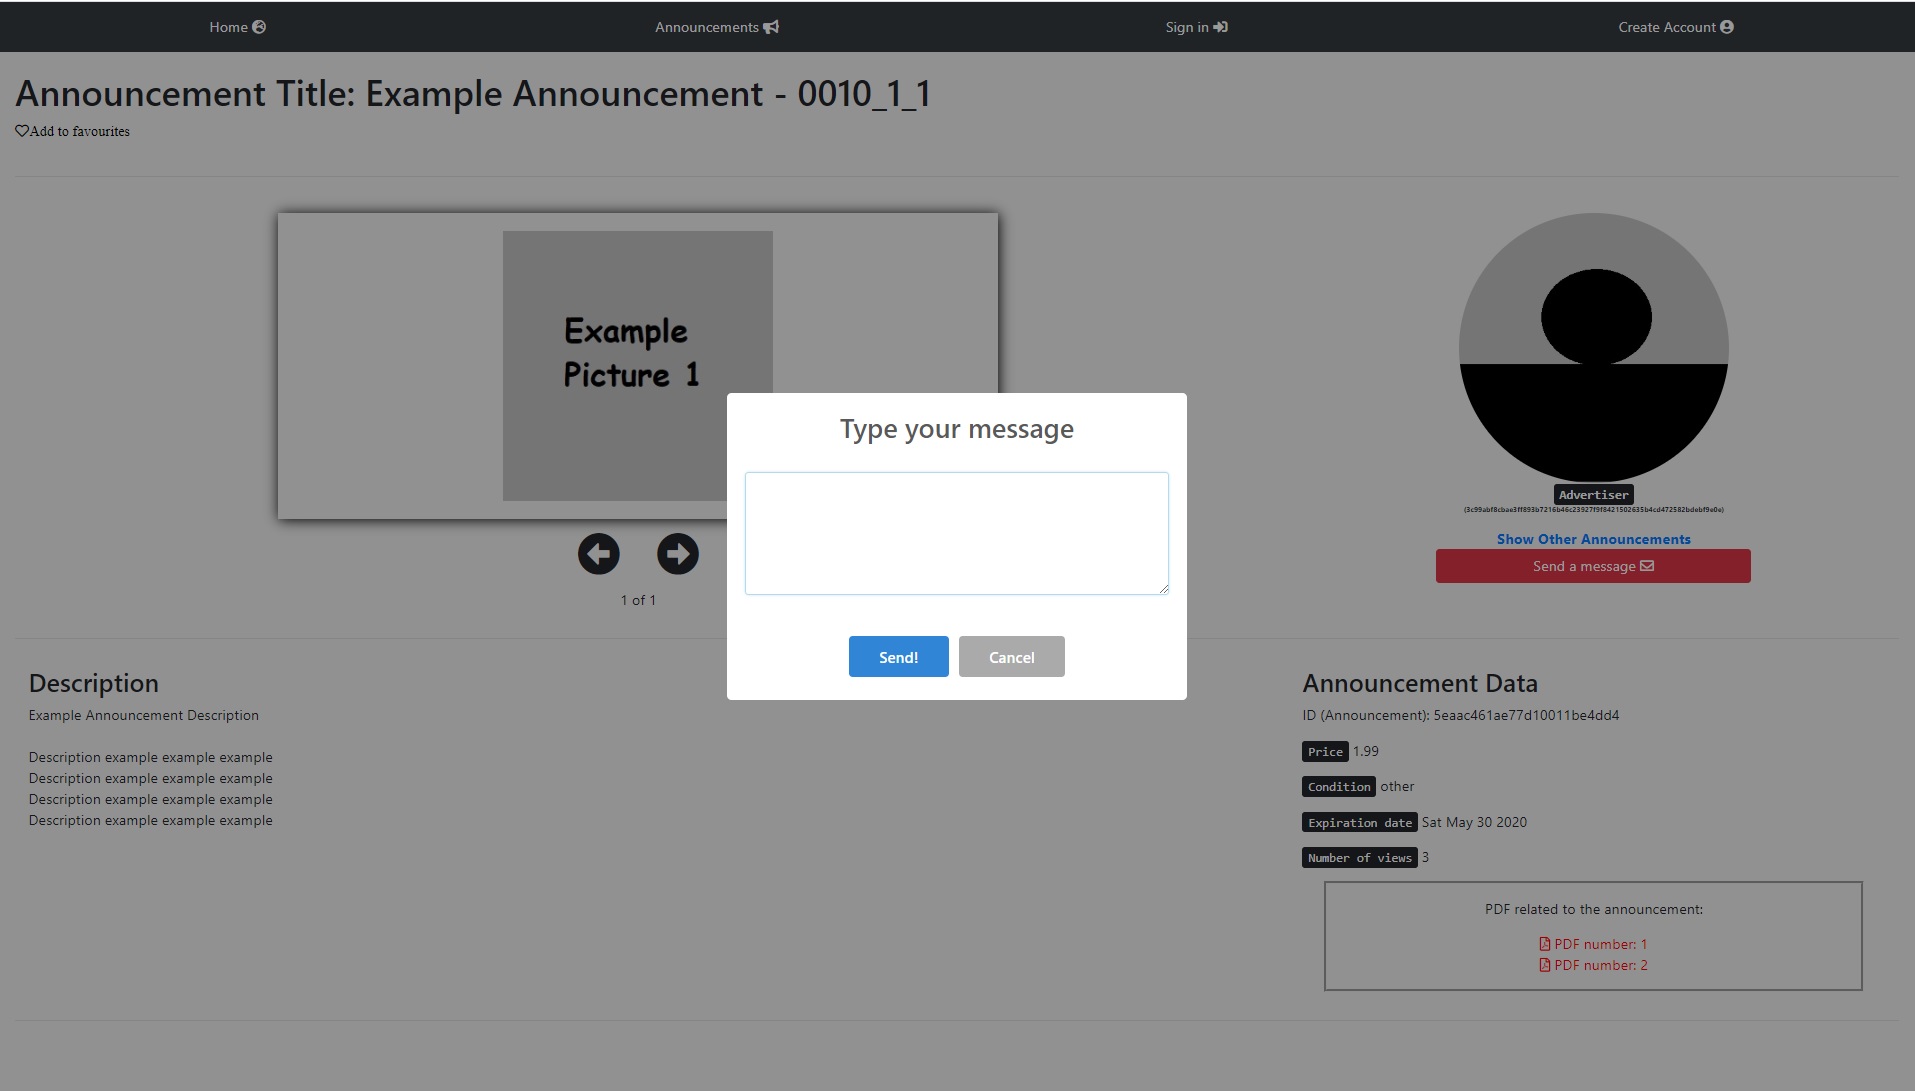 Home
Announcements
Sign in
Create Account
Announcement Title: Example Announcement - 0010_1_1
Add to favourites
Example
Picture 1
1 of 1
Advertiser
(3c99abf8cbae3ff893b7216b46c23927f9f8421502635b4cd472582bdebf9e0e)
Show Other Announcements
Send a message
Type your message
Send!
Cancel
Description
Example Announcement Description
Description example example example
Description example example example
Description example example example
Description example example example
Announcement Data
ID (Announcement): 5eaac461ae77d10011be4dd4
Price 1.99
Condition other
Expiration date Sat May 30 2020
Number of views 3
PDF related to the announcement:
PDF number: 1
PDF number: 2